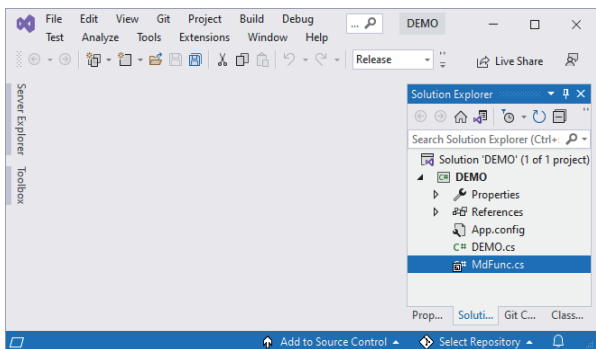 File Edit View Git Project Build Debug ... DEMO
Test Analyze Tools Extensions Window Help
Release Live Share
Server Explorer
Toolbox
Solution Explorer
Search Solution Explorer (Ctrl+
Solution 'DEMO' (1 of 1 project)
C# DEMO
Properties
References
App.config
C# DEMO.cs
MdFunc.cs
Prop... Soluti... Git C... Class...
Add to Source Control Select Repository